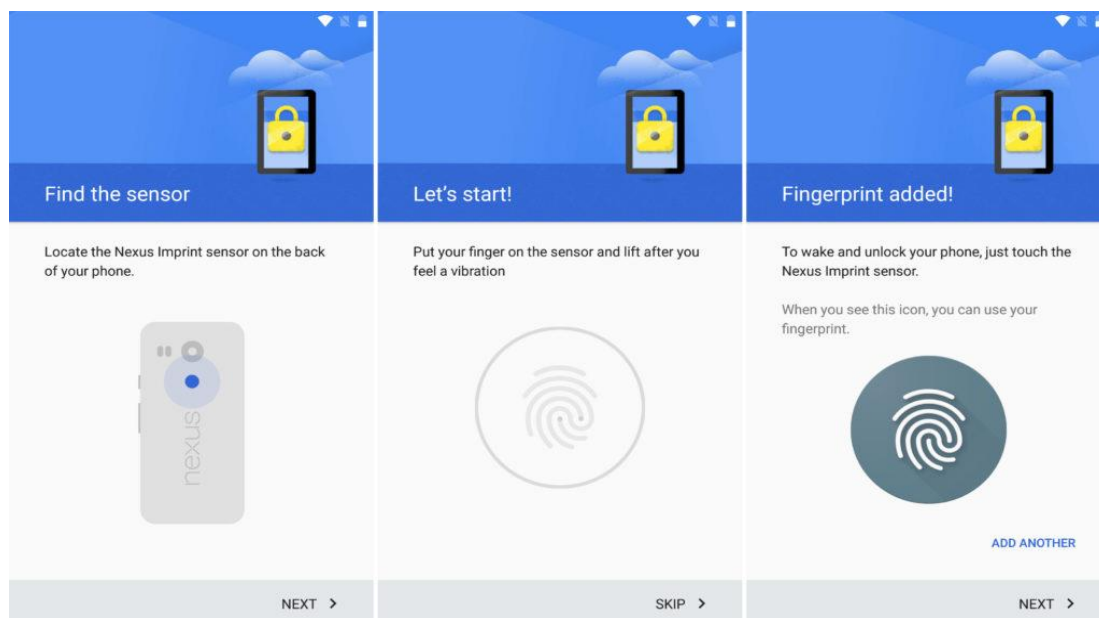 Find the sensor
Locate the Nexus Imprint sensor on the back
of your phone.
nexus
NEXT
Let's start!
Put your finger on the sensor and lift after you
feel a vibration
SKIP
Fingerprint added!
To wake and unlock your phone, just touch the
Nexus Imprint sensor.
When you see this icon, you can use your
fingerprint.
ADD ANOTHER
NEXT